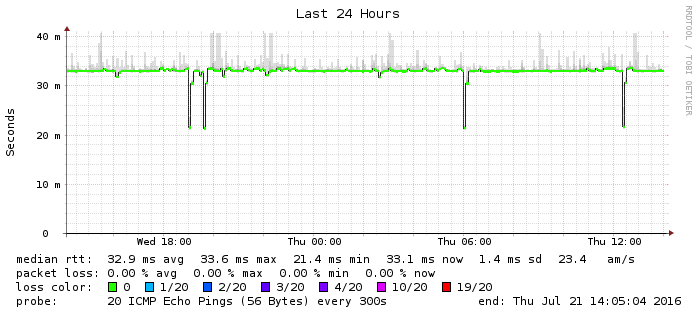 Last 24 Hours
RRDTOOL / TOBI OETIKER
Seconds
40 m
30 m
20 m
10 m
0
Wed 18:00 Thu 00:00 Thu 06:00 Thu 12:00
median rtt: 32.9 ms avg 33.6 ms max 21.4 ms min 33.1 ms now 1.4 ms sd 23.4 am/s
packet loss: 0.00 % avg 0.00 % max 0.00 % min 0.00 % now
loss color: 0 1/20 2/20 3/20 4/20 10/20 19/20
probe: 20 ICMP Echo Pings (56 Bytes) every 300s end: Thu Jul 21 14:05:04 2016